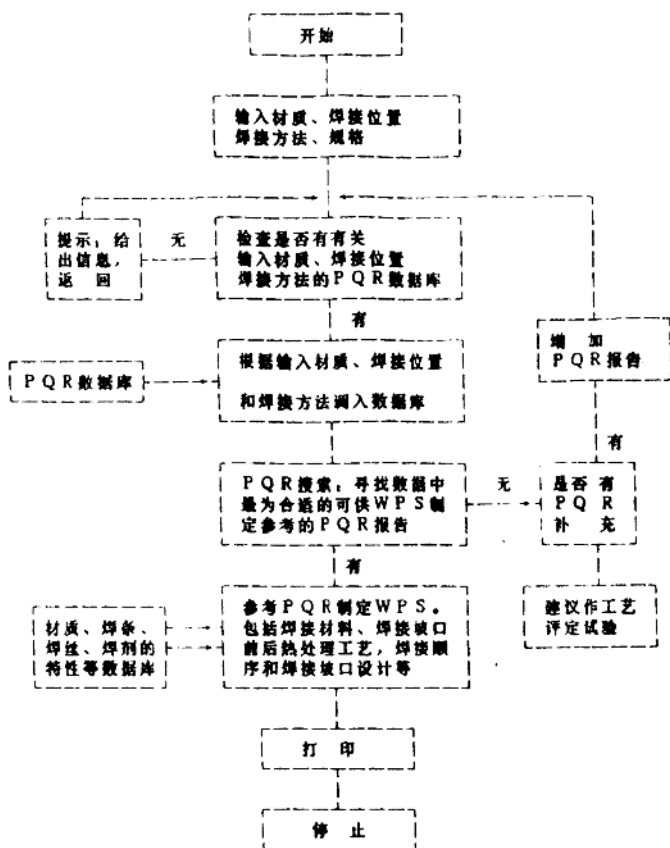 开始
输入材质、焊接位置
焊接方法、规格
提示：给
出信息，
返回
无
检查是否有有关
输入材质、焊接位置
焊接方法的PQR数据库
有
增加
PQR报告
PQR数据库
根据输入材质、焊接位置
和焊接方法调入数据库
有
PQR搜索：寻找数据中
最为合适的可供WPS制
定参考的PQR报告
无
是否有
PQR
补充
有
材质、焊条、
焊丝、焊剂的
特性等数据库
参考PQR制定WPS。
包括焊接材料、焊接坡口
前后热处理工艺，焊接顺
序和焊接坡口设计等
建议作工艺
评定试验
打印
停止